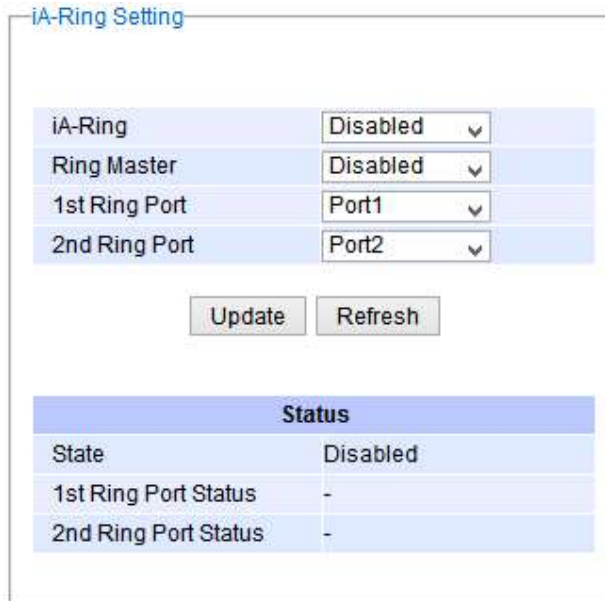 iA-Ring Setting
iA-Ring Disabled
Ring Master Disabled
1st Ring Port Port1
2nd Ring Port Port2
Update Refresh
Status
State Disabled
1st Ring Port Status -
2nd Ring Port Status -